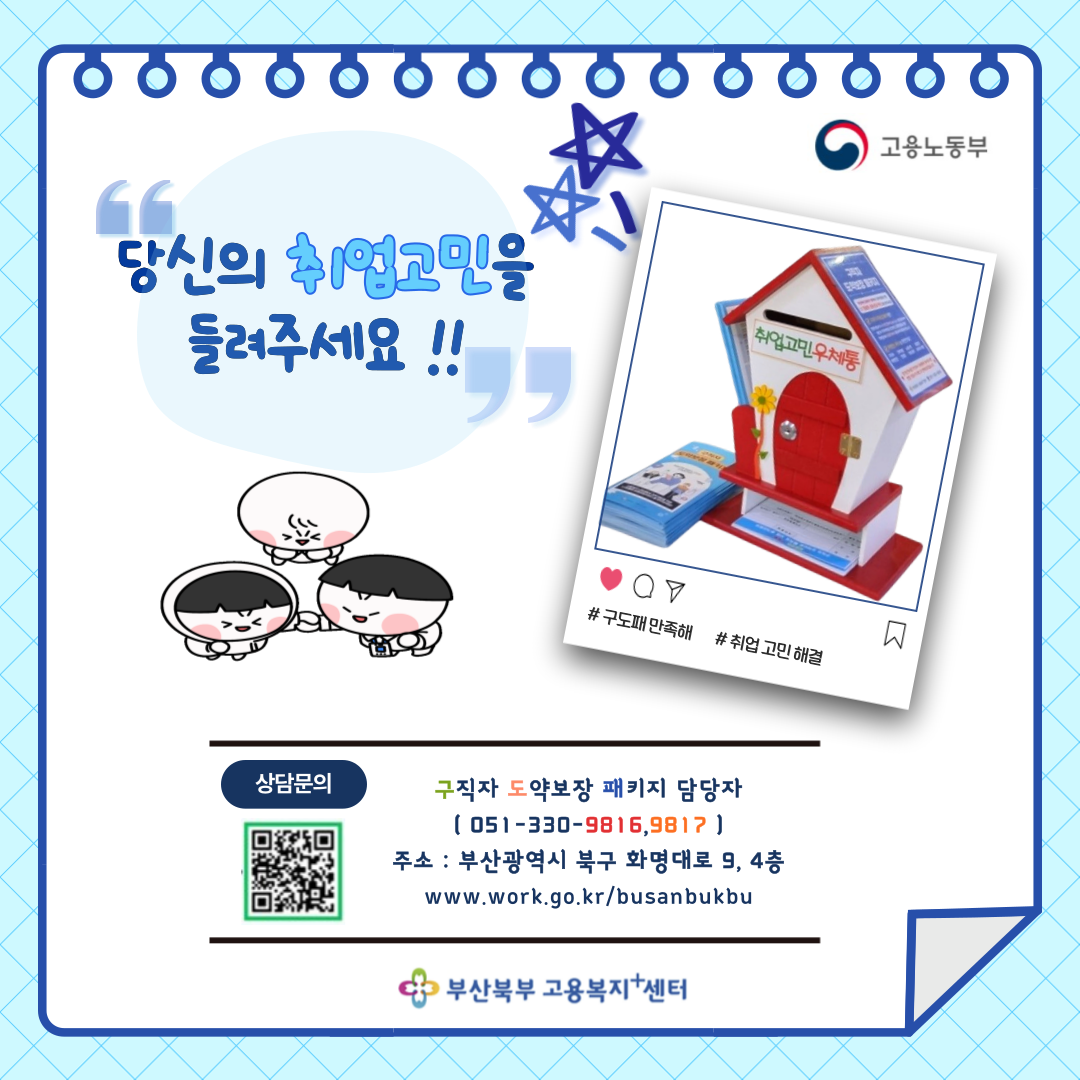 고용노동부
“당신의 취업고민을
들려주세요 !!”
취업고민우체통
# 구도패 만족해 # 취업 고민 해결
상담문의
구직자 도약보장 패키지 담당자
( 051-330-9816,9817 )
주소 : 부산광역시 북구 화명대로 9, 4층
www.work.go.kr/busanbukbu
부산북부 고용복지+센터